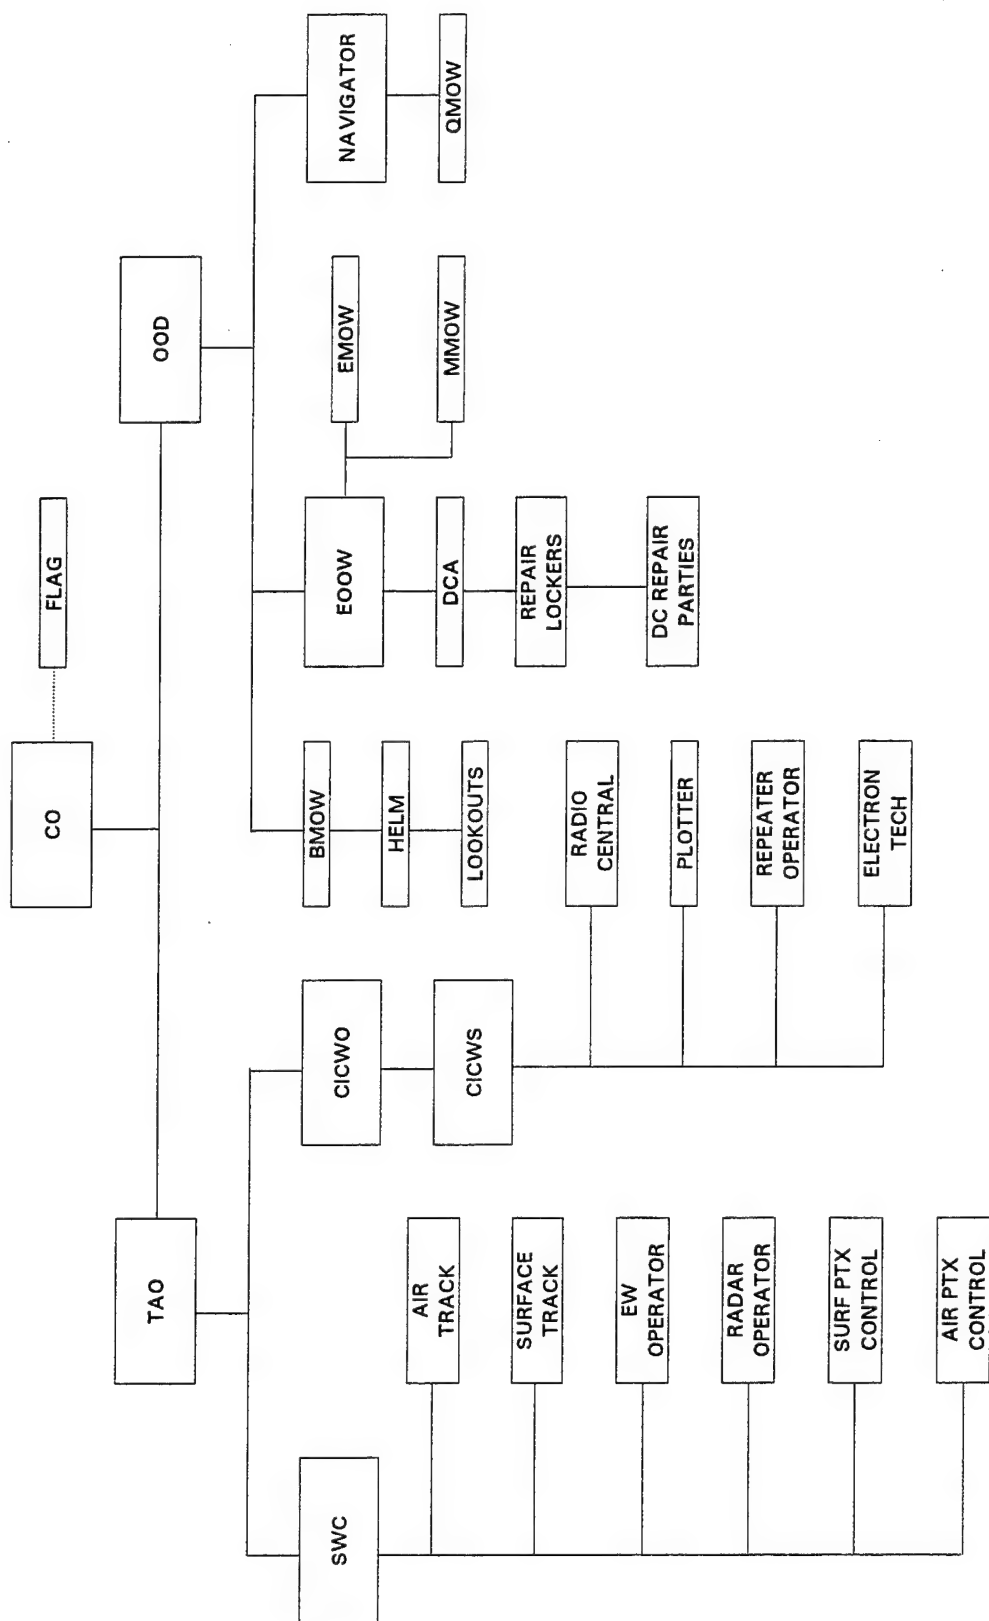 CO
FLAG
TAO
OOD
SWC
CICWO
BMOW
EOOW
EMOW
NAVIGATOR
HELM
LOOKOUTS
DCA
MMOW
QMOW
CICWS
REPAIR
LOCKERS
DC REPAIR
PARTIES
AIR
TRACK
SURFACE
TRACK
EW
OPERATOR
RADAR
OPERATOR
SURF PTX
CONTROL
AIR PTX
CONTROL
RADIO
CENTRAL
PLOTTER
REPEATER
OPERATOR
ELECTRON
TECH